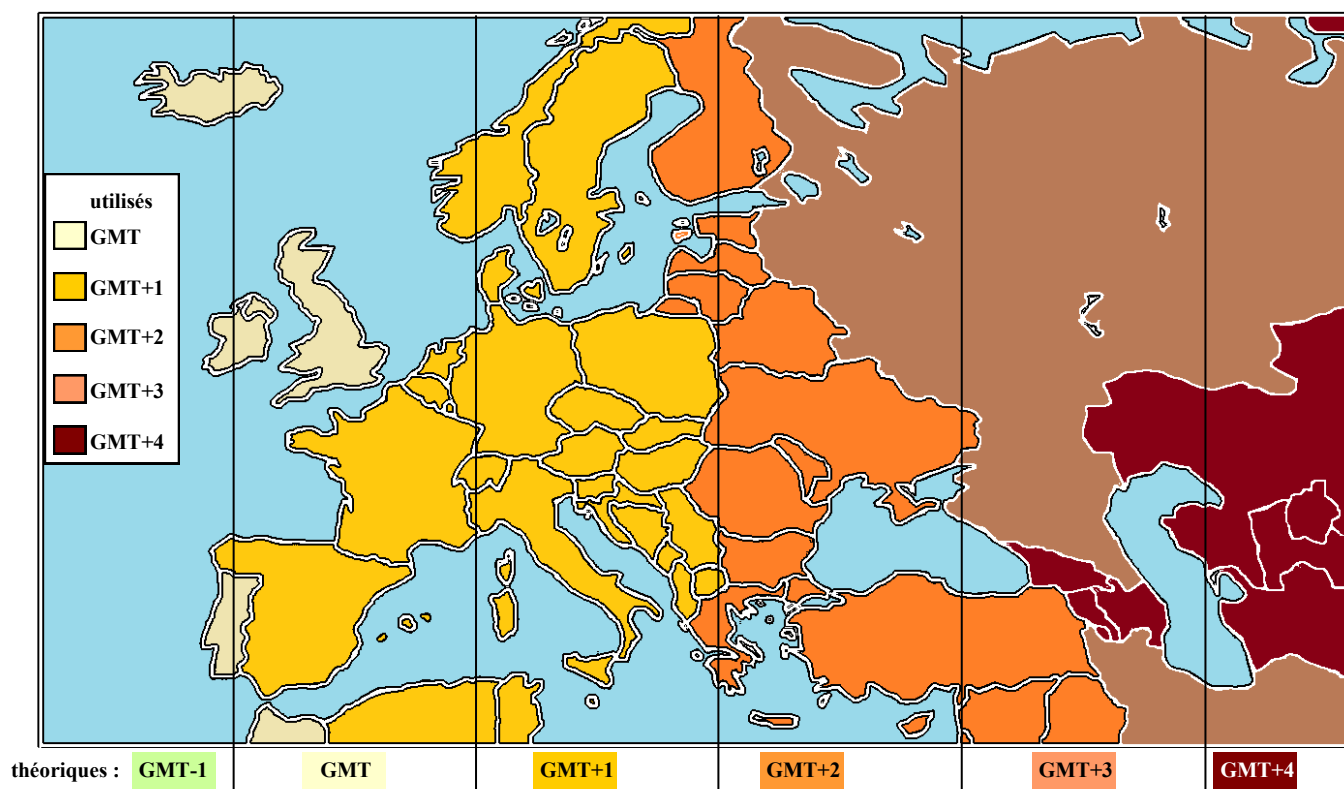 utilisés
GMT
GMT+1
GMT+2
GMT+3
GMT+4
théoriques : GMT-1 GMT GMT+1 GMT+2 GMT+3 GMT+4